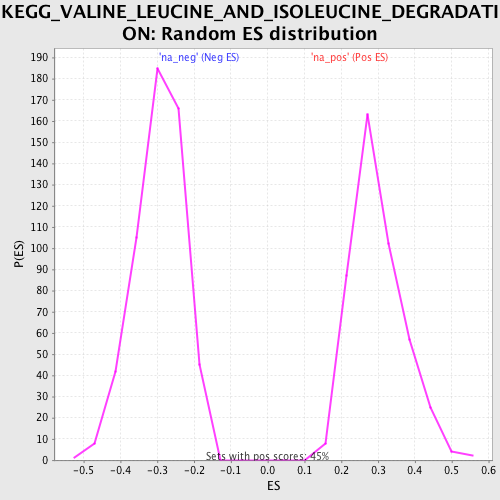 KEGG_VALINE_LEUCINE_AND_ISOLEUCINE_DEGRADATI
ON: Random ES distribution
'na_neg' (Neg ES) 'na_pos' (Pos ES)
190
180
170
160
150
140
130
120
110
100
90
80
70
60
50
40
30
20
10
0
P(ES)
Sets with pos scores: 45%
-0.5 -0.4 -0.3 -0.2 -0.1 0.0 0.1 0.2 0.3 0.4 0.5 0.6
ES